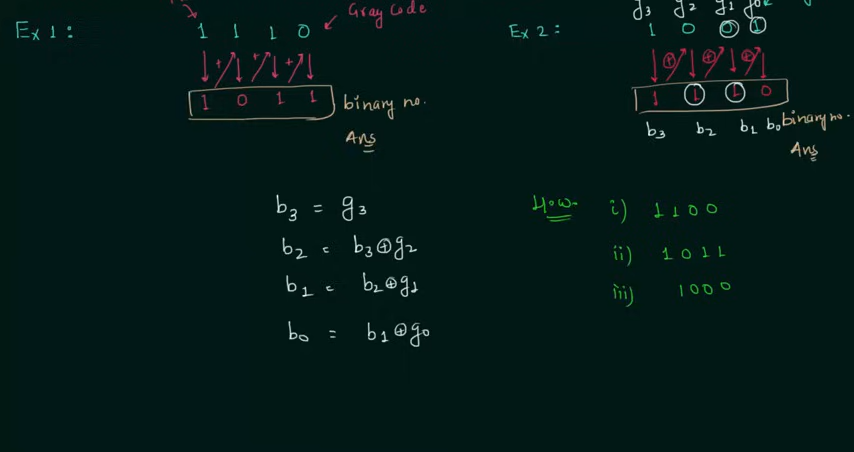 Gray Code
Ex 1: 1 1 1 0
+ + +
1 0 1 1 binary no.
Ans
g3 g2 g1 g0
Ex 2: 1 0 0 1
⊕ ⊕ ⊕
1 1 1 0
b3 b2 b1 b0 binary no.
Ans
b3 = g3
b2 = b3⊕g2
b1 = b2⊕g1
b0 = b1⊕g0
H.W. i) 1100
ii) 1011
iii) 1000